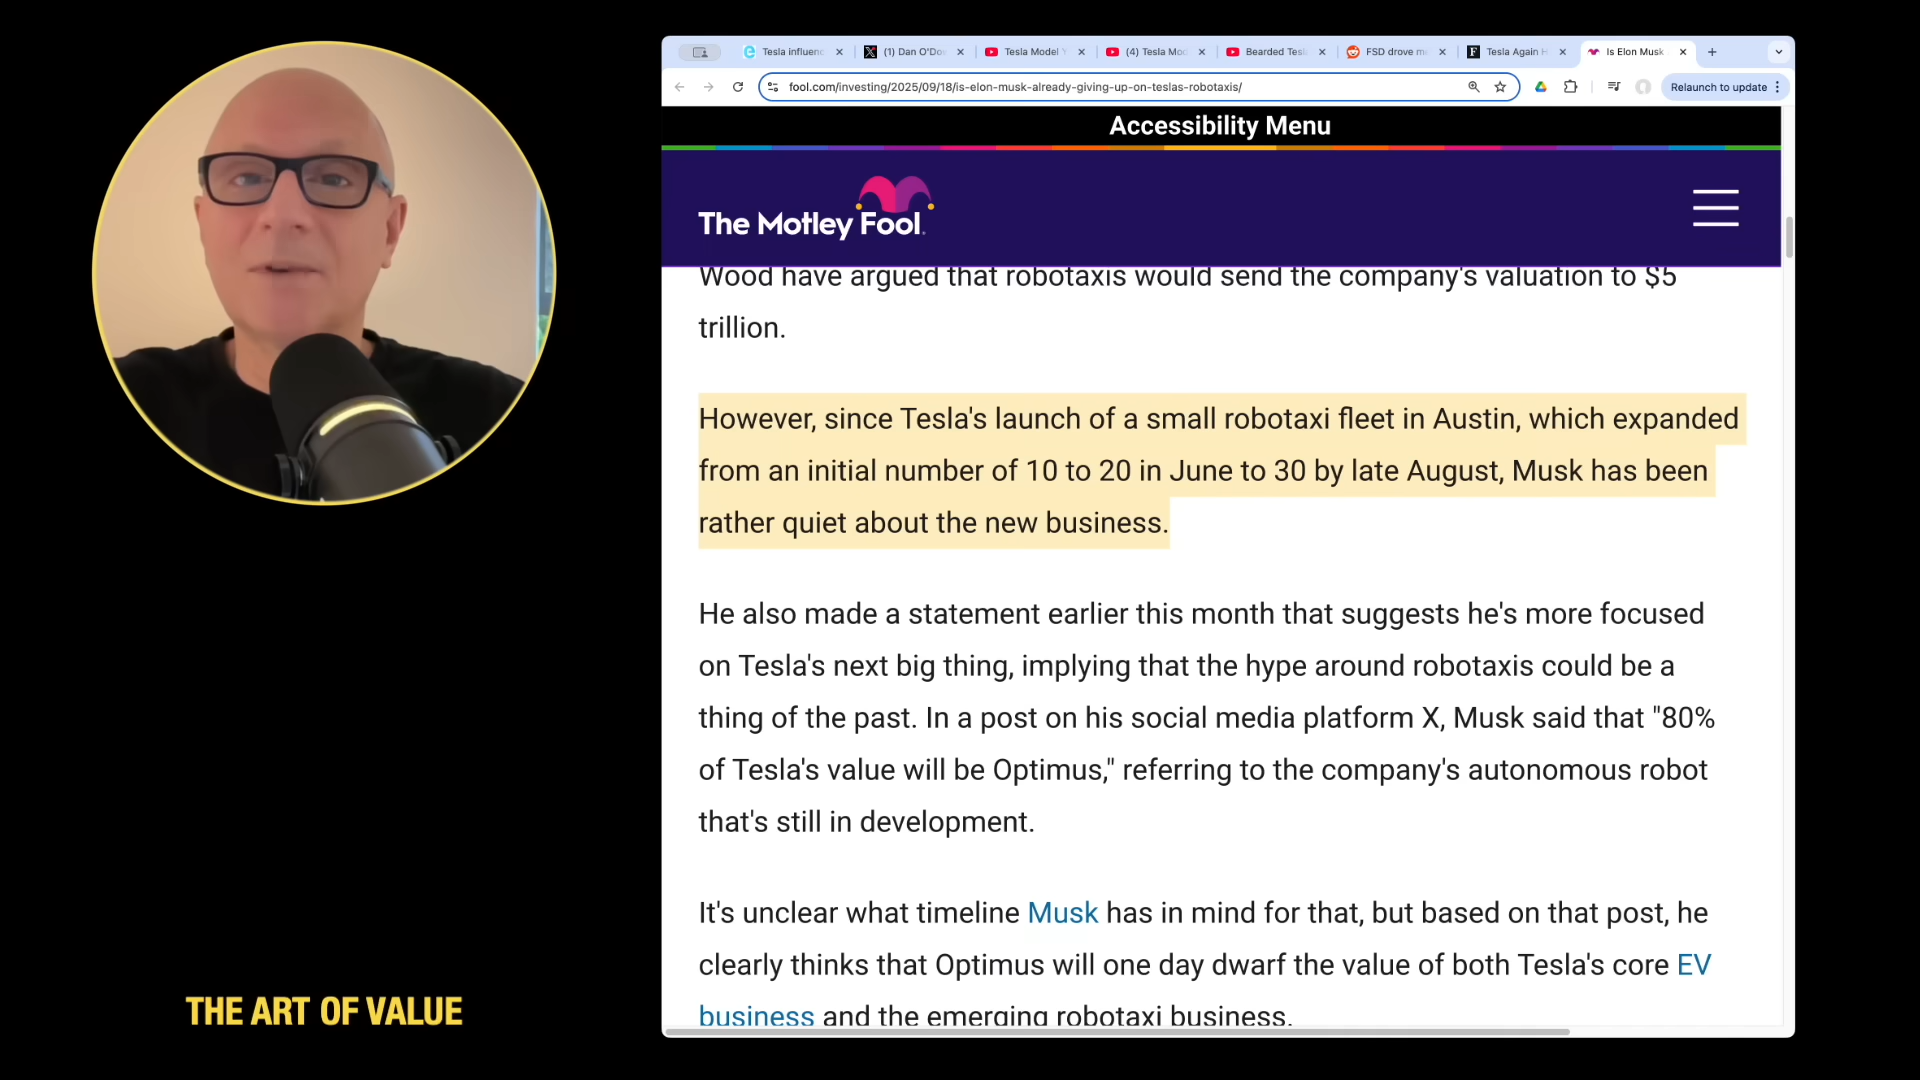 Tesla influenc
(1) Dan O'Do
Tesla Model Y
(4) Tesla Mod
Bearded Tesl
FSD drove m
Tesla Again H
Is Elon Musk
fool.com/investing/2025/09/18/is-elon-musk-already-giving-up-on-teslas-robotaxis/
Relaunch to update
Accessibility Menu
The Motley Fool.
Wood have argued that robotaxis would send the company's valuation to $5
trillion.
However, since Tesla's launch of a small robotaxi fleet in Austin, which expanded
from an initial number of 10 to 20 in June to 30 by late August, Musk has been
rather quiet about the new business.
He also made a statement earlier this month that suggests he's more focused
on Tesla's next big thing, implying that the hype around robotaxis could be a
thing of the past. In a post on his social media platform X, Musk said that "80%
of Tesla's value will be Optimus," referring to the company's autonomous robot
that's still in development.
It's unclear what timeline Musk has in mind for that, but based on that post, he
clearly thinks that Optimus will one day dwarf the value of both Tesla's core EV
business and the emerging robotaxi business.
THE ART OF VALUE